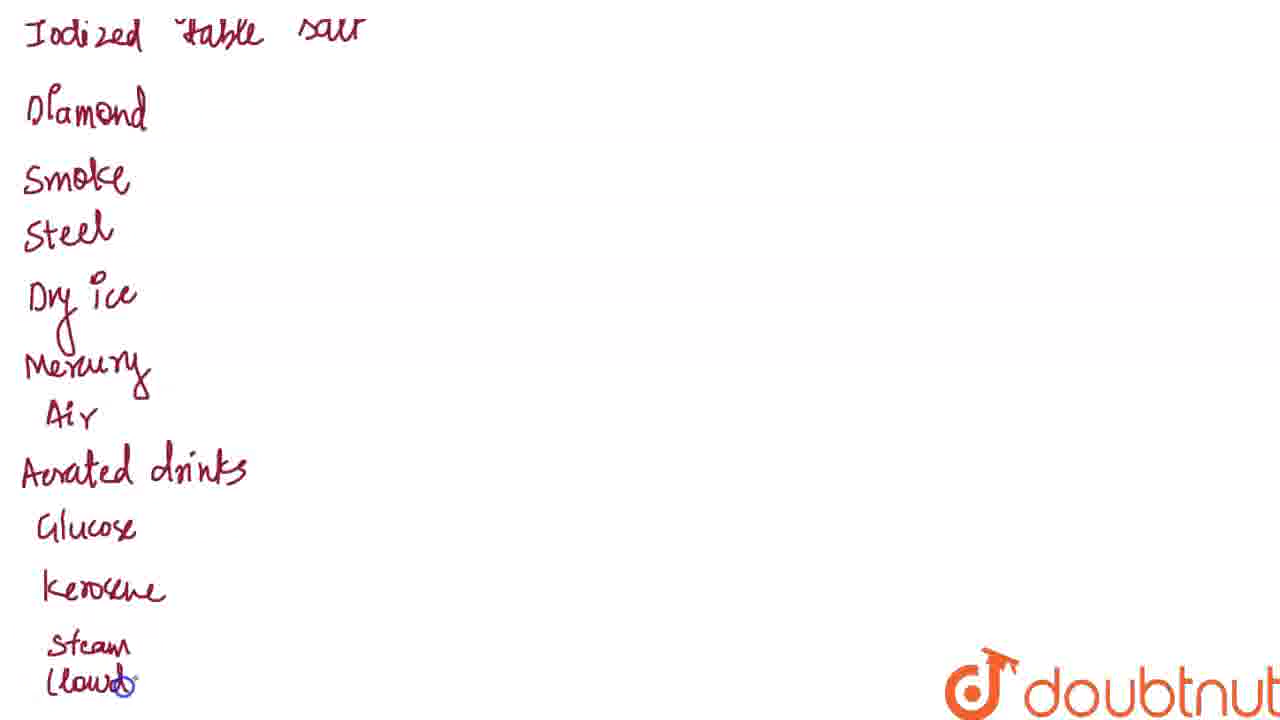 Iodized table salt
Diamond
Smoke
Steel
Dry ice
Mercury
Air
Aerated drinks
Glucose
Kerosene
Steam
Cloud
doubtnut